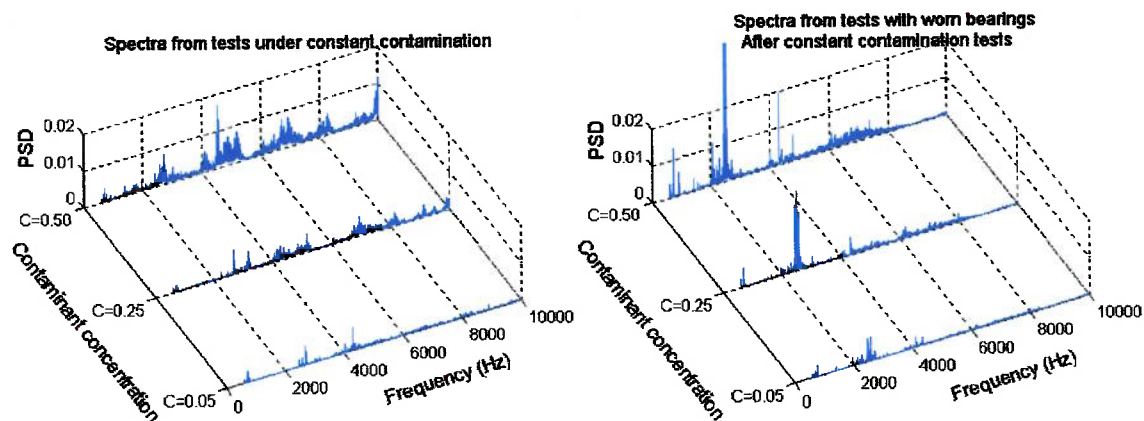 Spectra from tests under constant contamination
PSD
0.02
0.01
0
C=0.50
C=0.25
C=0.05
Contaminant concentration
0
2000
4000
6000
8000
10000
Frequency (Hz)
Spectra from tests with worn bearings
After constant contamination tests
PSD
0.02
0.01
0
C=0.50
C=0.25
C=0.05
Contaminant concentration
0
2000
4000
6000
8000
10000
Frequency (Hz)